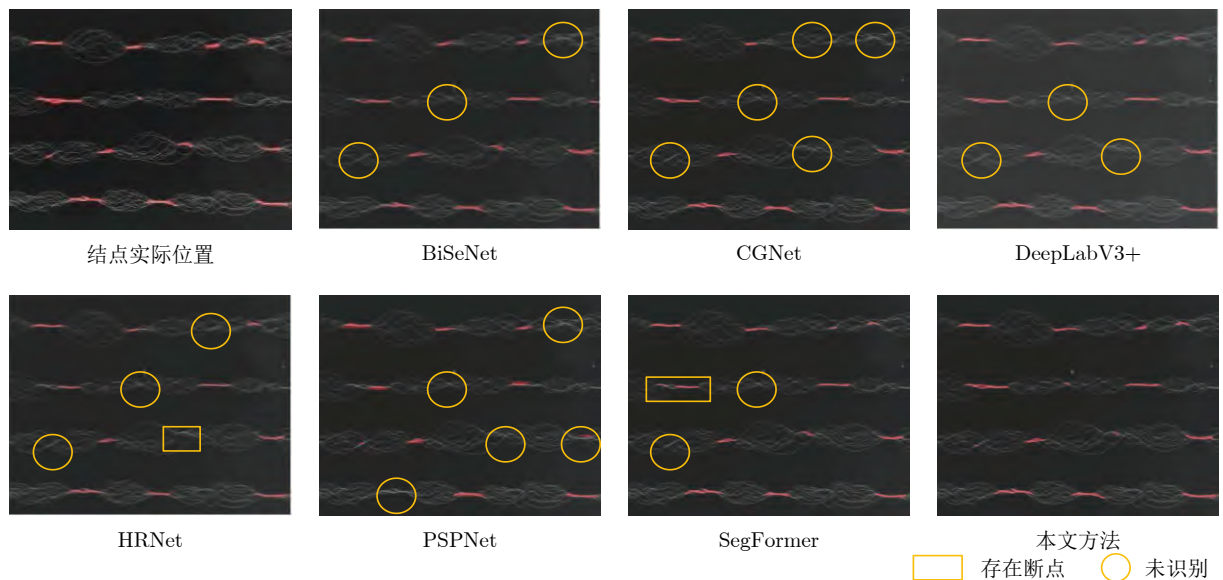 结点实际位置
BiSeNet
CGNet
DeepLabV3+
HRNet
PSPNet
SegFormer
本文方法
存在断点
未识别